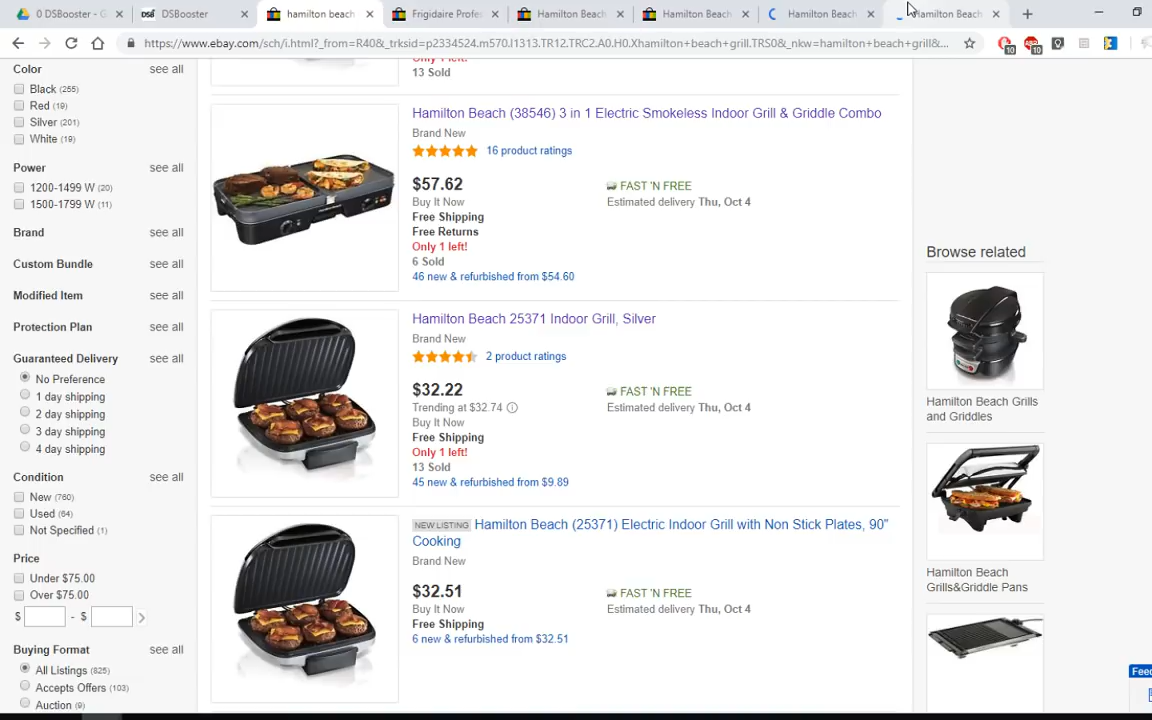 0 DSBooster - G
DSB DSBooster
hamilton beach
Frigidaire Profe
Hamilton Beach
Hamilton Beach
Hamilton Beach
Hamilton Beach
https://www.ebay.com/sch/i.html?_from=R40&_trksid=p2334524.m570.l1313.TR12.TRC2.A0.H0.Xhamilton+beach+grill.TRS0&_nkw=hamilton+beach+grill&...
10
10
Color see all
Black (255)
Red (19)
Silver (201)
White (19)
Power see all
1200-1499 W (20)
1500-1799 W (11)
Brand see all
Custom Bundle see all
Modified Item see all
Protection Plan see all
Guaranteed Delivery see all
No Preference
1 day shipping
2 day shipping
3 day shipping
4 day shipping
Condition see all
New (760)
Used (64)
Not Specified (1)
Price
Under $75.00
Over $75.00
$ - $
Buying Format see all
All Listings (825)
Accepts Offers (103)
Auction (9)
13 Sold
Hamilton Beach (38546) 3 in 1 Electric Smokeless Indoor Grill & Griddle Combo
Brand New
16 product ratings
$57.62
FAST 'N FREE
Buy It Now
Estimated delivery Thu, Oct 4
Free Shipping
Free Returns
Only 1 left!
6 Sold
46 new & refurbished from $54.60
Hamilton Beach 25371 Indoor Grill, Silver
Brand New
2 product ratings
$32.22
FAST 'N FREE
Trending at $32.74
Estimated delivery Thu, Oct 4
Buy It Now
Free Shipping
Only 1 left!
13 Sold
45 new & refurbished from $9.89
NEW LISTING Hamilton Beach (25371) Electric Indoor Grill with Non Stick Plates, 90"
Cooking
Brand New
$32.51
FAST 'N FREE
Buy It Now
Estimated delivery Thu, Oct 4
Free Shipping
6 new & refurbished from $32.51
Browse related
Hamilton Beach Grills
and Griddles
Hamilton Beach
Grills&Griddle Pans
Feed